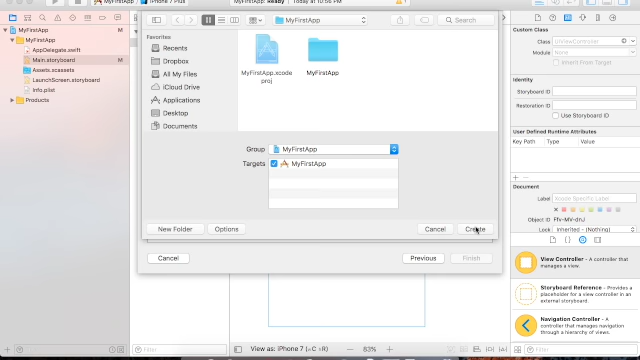 MyFirstApp
iPhone 7 Plus
MyFirstApp: Ready
Today at 10:56 PM
MyFirstApp
Search
MyFirstApp
M
MyFirstApp
AppDelegate.swift
Main.storyboard
M
Assets.xcassets
LaunchScreen.storyboard
Info.plist
Products
Favorites
Recents
Dropbox
All My Files
iCloud Drive
Applications
Desktop
Documents
MyFirstApp.xcode
proj
MyFirstApp
Group
MyFirstApp
Targets
MyFirstApp
New Folder
Options
Cancel
Create
Cancel
Previous
Finish
Filter
View as: iPhone 7 (wC hR)
83%
Filter
Custom Class
Class
UIViewController
Module
None
Inherit From Target
Identity
Storyboard ID
Restoration ID
Use Storyboard ID
User Defined Runtime Attributes
Key Path
Type
Value
Document
Label
Xcode Specific Label
Object ID
Ffv-MV-dnJ
Lock
Inherited - (Nothing)
View Controller - A controller
that manages a view.
Storyboard Reference - Provides a
placeholder for a view controller in an
external storyboard.
Navigation Controller - A
controller that manages navigation
through a hierarchy of views.